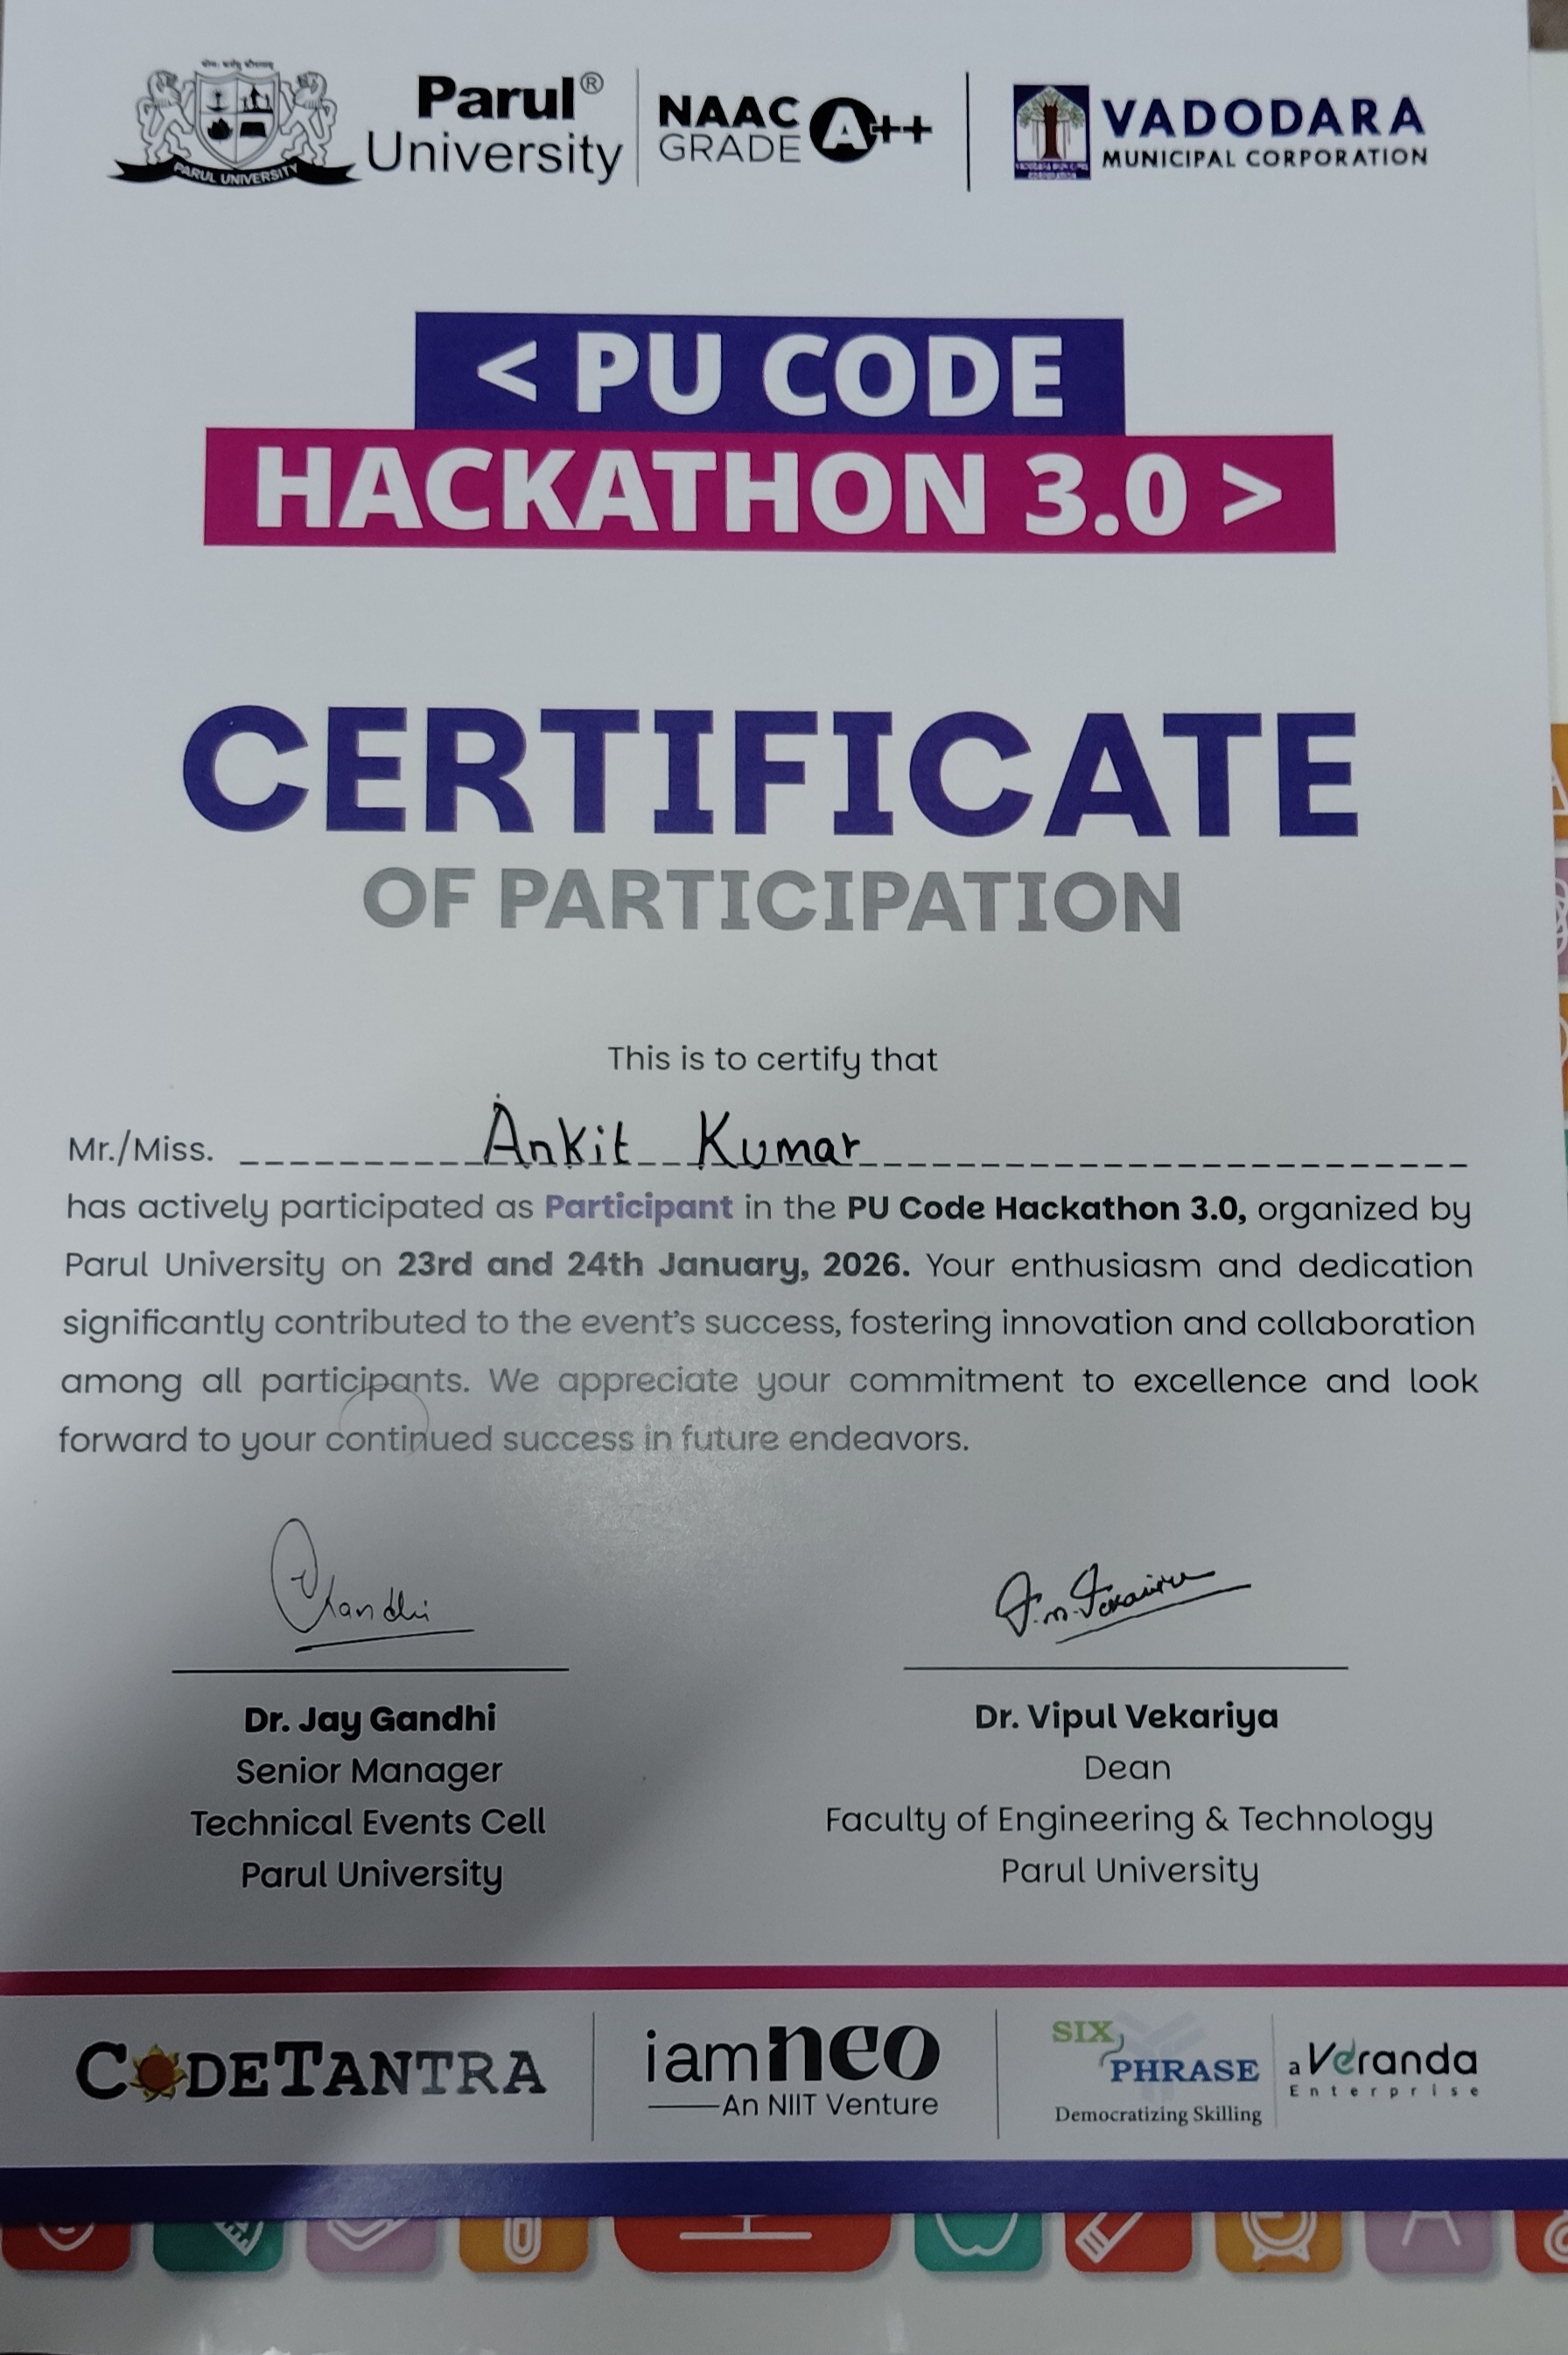 Parul® University
PARUL UNIVERSITY
NAAC GRADE A++
VADODARA
MUNICIPAL CORPORATION
< PU CODE
HACKATHON 3.0 >
CERTIFICATE
OF PARTICIPATION
This is to certify that
Mr./Miss. Ankit Kumar
has actively participated as Participant in the PU Code Hackathon 3.0, organized by
Parul University on 23rd and 24th January, 2026. Your enthusiasm and dedication
significantly contributed to the event's success, fostering innovation and collaboration
among all participants. We appreciate your commitment to excellence and look
forward to your continued success in future endeavors.
Dr. Jay Gandhi
Senior Manager
Technical Events Cell
Parul University
Dr. Vipul Vekariya
Dean
Faculty of Engineering & Technology
Parul University
CODETANTRA
iamneo
An NIIT Venture
SIX
PHRASE
Democratizing Skilling
a Veranda
Enterprise